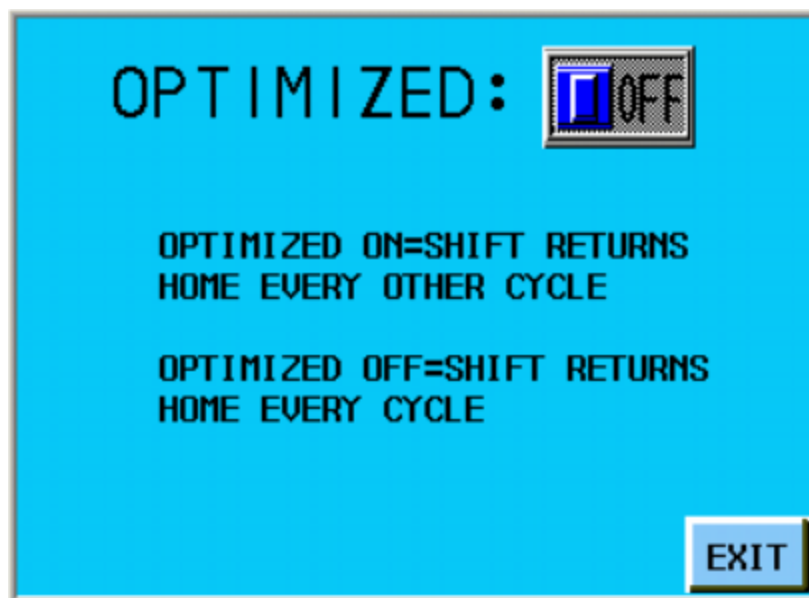 OPTIMIZED: OFF
OPTIMIZED ON=SHIFT RETURNS
HOME EVERY OTHER CYCLE
OPTIMIZED OFF=SHIFT RETURNS
HOME EVERY CYCLE
EXIT